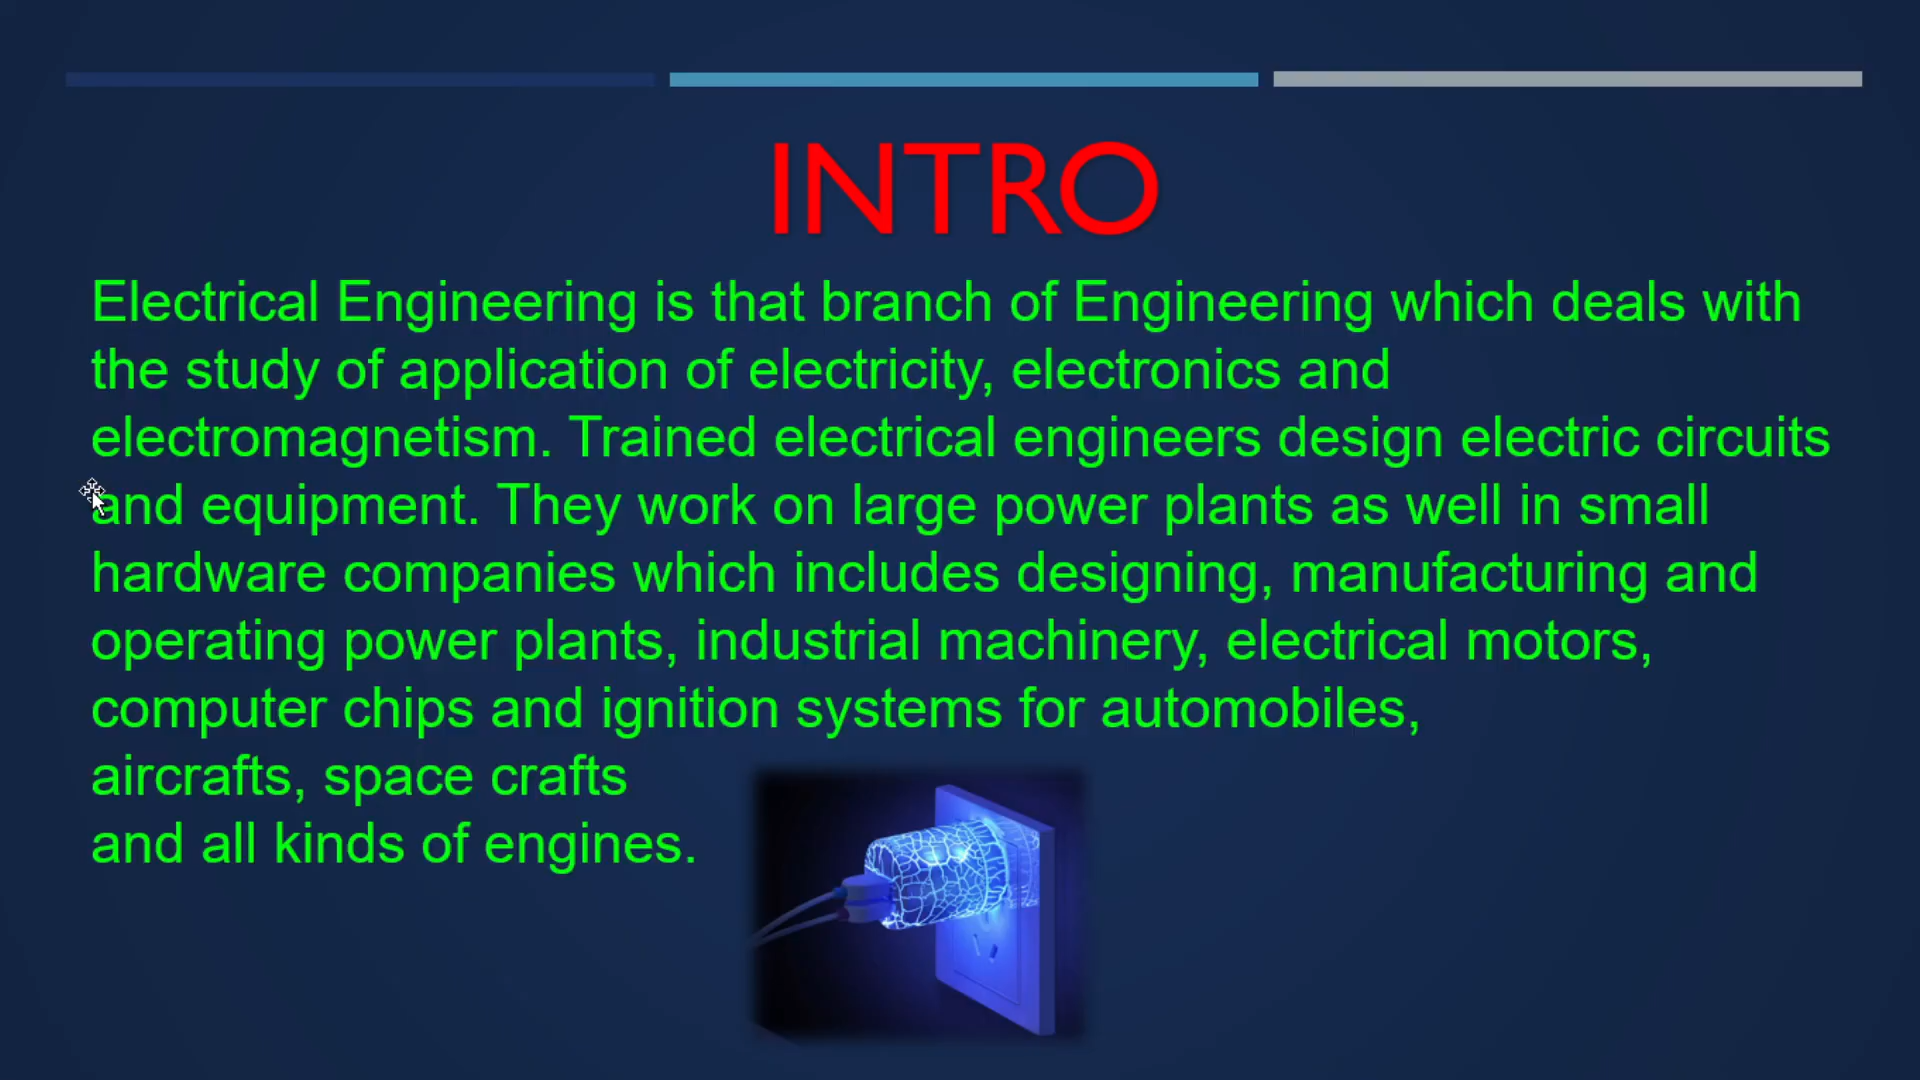 INTRO
Electrical Engineering is that branch of Engineering which deals with
the study of application of electricity, electronics and
electromagnetism. Trained electrical engineers design electric circuits
and equipment. They work on large power plants as well in small
hardware companies which includes designing, manufacturing and
operating power plants, industrial machinery, electrical motors,
computer chips and ignition systems for automobiles,
aircrafts, space crafts
and all kinds of engines.